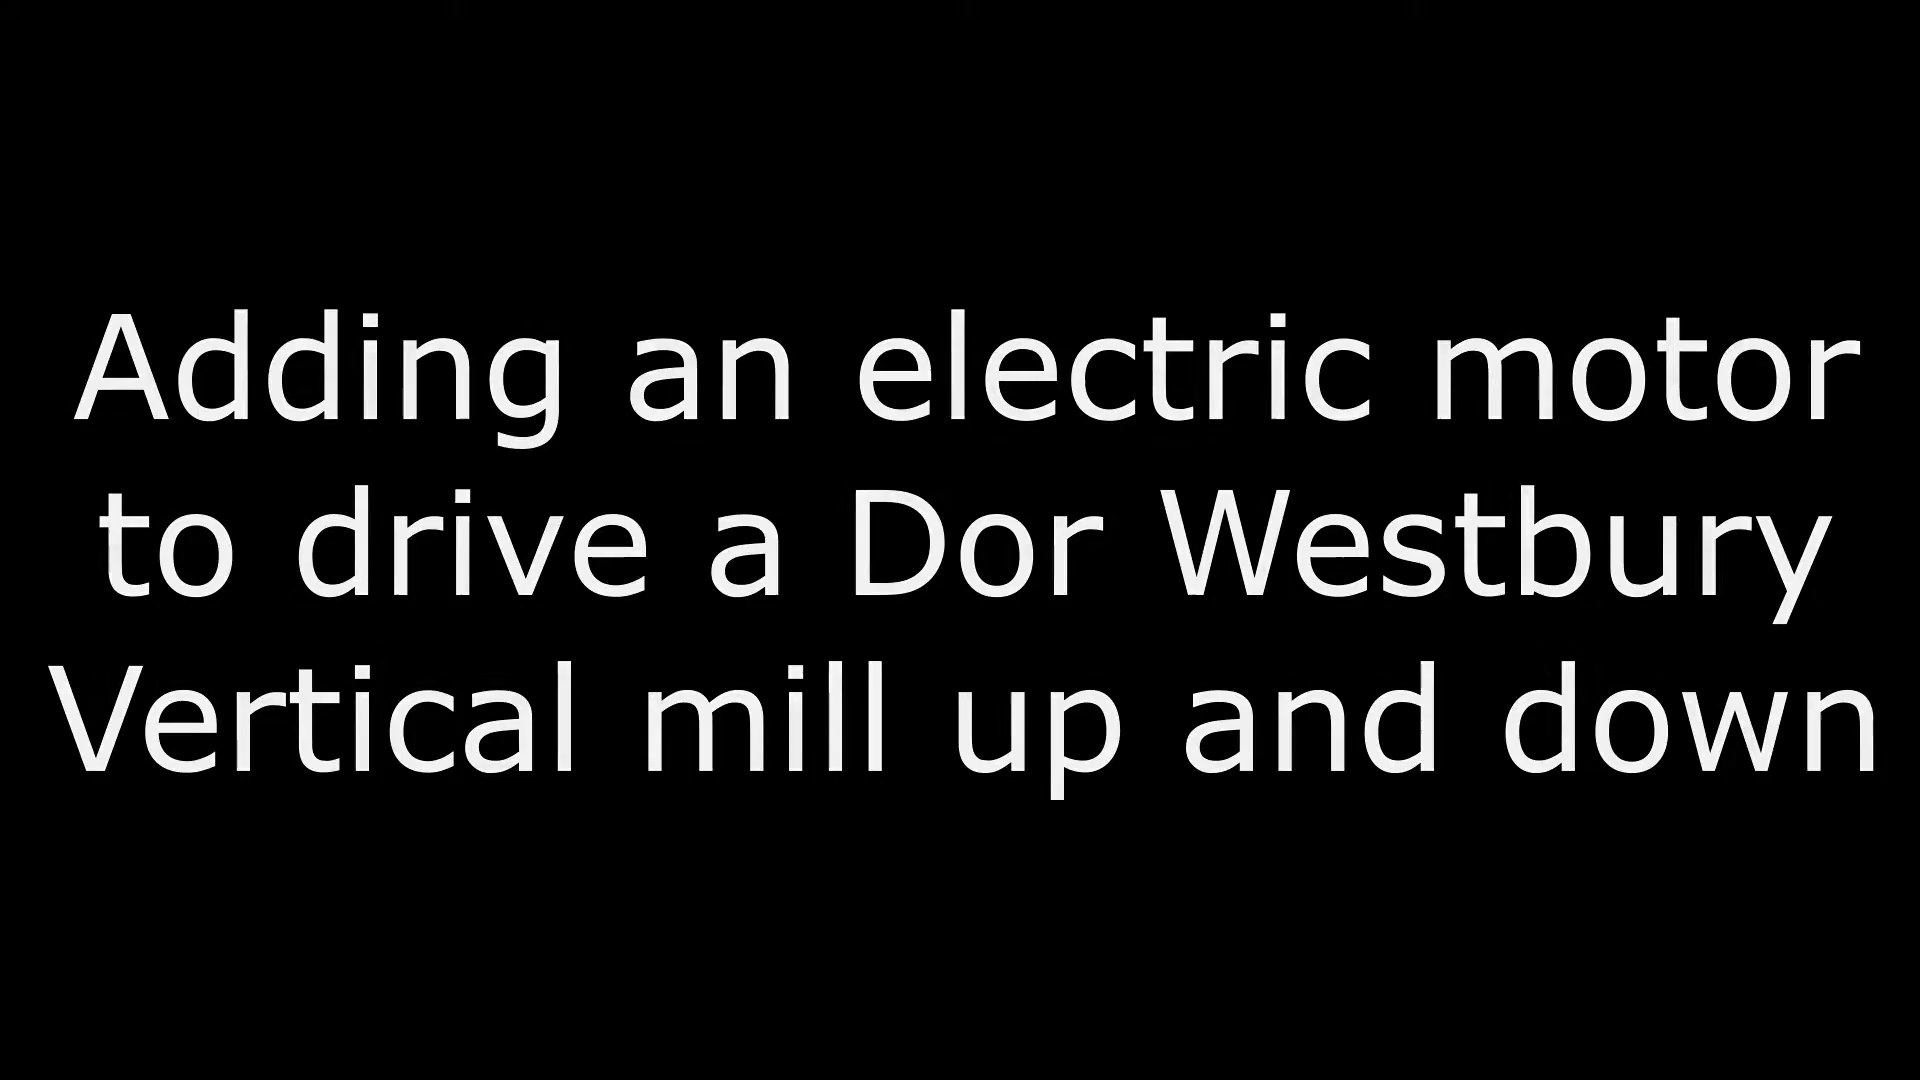 Adding an electric motor
to drive a Dor Westbury
Vertical mill up and down